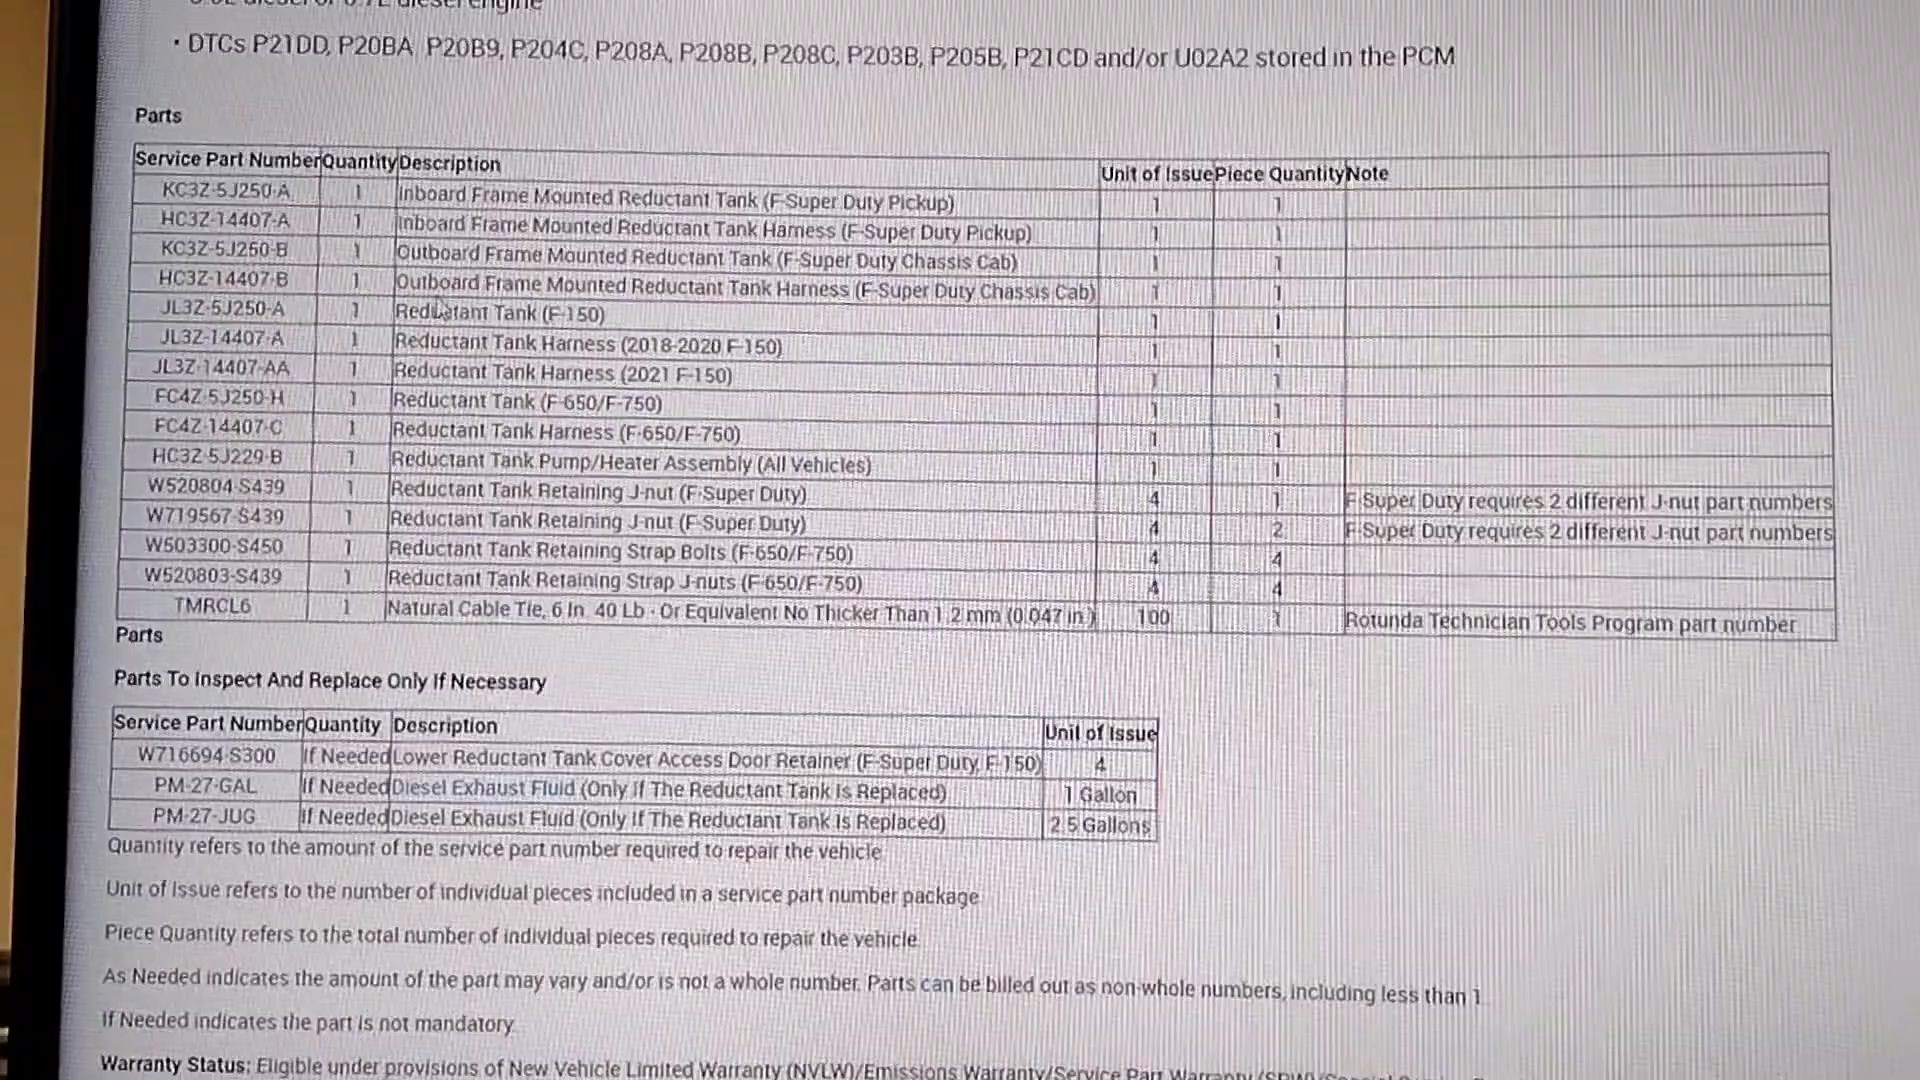 3.0L diesel or 6.7L diesel engine
• DTCs P21DD, P20BA P20B9, P204C, P208A, P208B, P208C, P203B, P205B, P21CD and/or U02A2 stored in the PCM
Parts
Service Part Number Quantity Description Unit of Issue Piece Quantity Note
KC3Z-5J250-A 1 Inboard Frame Mounted Reductant Tank (F-Super Duty Pickup) 1 1
HC3Z-14407-A 1 Inboard Frame Mounted Reductant Tank Harness (F-Super Duty Pickup) 1 1
KC3Z-5J250-B 1 Outboard Frame Mounted Reductant Tank (F-Super Duty Chassis Cab) 1 1
HC3Z-14407-B 1 Outboard Frame Mounted Reductant Tank Harness (F-Super Duty Chassis Cab) 1 1
JL3Z-5J250-A 1 Reductant Tank (F-150) 1 1
JL3Z-14407-A 1 Reductant Tank Harness (2018-2020 F-150) 1 1
JL3Z-14407-AA 1 Reductant Tank Harness (2021 F-150) 1 1
FC4Z-5J250-H 1 Reductant Tank (F-650/F-750) 1 1
FC4Z-14407-C 1 Reductant Tank Harness (F-650/F-750) 1 1
HC3Z-5J229-B 1 Reductant Tank Pump/Heater Assembly (All Vehicles) 1 1
W520804-S439 1 Reductant Tank Retaining J-nut (F-Super Duty) 4 1 F-Super Duty requires 2 different J-nut part numbers
W719567-S439 1 Reductant Tank Retaining J-nut (F-Super Duty) 4 2 F-Super Duty requires 2 different J-nut part numbers
W503300-S450 1 Reductant Tank Retaining Strap Bolts (F-650/F-750) 4 4
W520803-S439 1 Reductant Tank Retaining Strap J-nuts (F-650/F-750) 4 4
TMRCL6 1 Natural Cable Tie, 6 In. 40 Lb - Or Equivalent No Thicker Than 1.2 mm (0.047 in.) 100 1 Rotunda Technician Tools Program part number
Parts
Parts To Inspect And Replace Only If Necessary
Service Part Number Quantity Description Unit of Issue
W716694-S300 If Needed Lower Reductant Tank Cover Access Door Retainer (F-Super Duty, F-150) 4
PM-27-GAL If Needed Diesel Exhaust Fluid (Only If The Reductant Tank Is Replaced) 1 Gallon
PM-27-JUG If Needed Diesel Exhaust Fluid (Only If The Reductant Tank Is Replaced) 2.5 Gallons
Quantity refers to the amount of the service part number required to repair the vehicle.
Unit of Issue refers to the number of individual pieces included in a service part number package.
Piece Quantity refers to the total number of individual pieces required to repair the vehicle.
As Needed indicates the amount of the part may vary and/or is not a whole number. Parts can be billed out as non-whole numbers, including less than 1.
If Needed indicates the part is not mandatory.
Warranty Status: Eligible under provisions of New Vehicle Limited Warranty (NVLW)/Emissions Warranty/Service Part Warranty